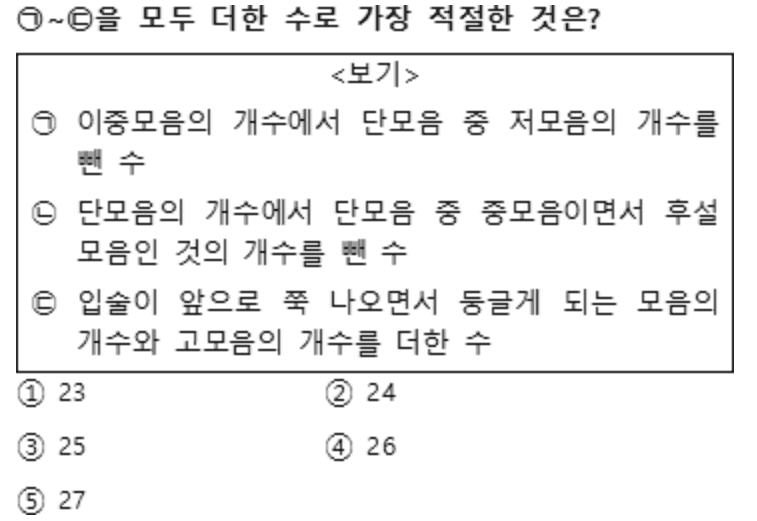 ㉠~㉢을 모두 더한 수로 가장 적절한 것은?
<보기>
㉠ 이중모음의 개수에서 단모음 중 저모음의 개수를
뺀 수
㉡ 단모음의 개수에서 단모음 중 중모음이면서 후설
모음인 것의 개수를 뺀 수
㉢ 입술이 앞으로 쭉 나오면서 둥글게 되는 모음의
개수와 고모음의 개수를 더한 수
① 23 ② 24
③ 25 ④ 26
⑤ 27